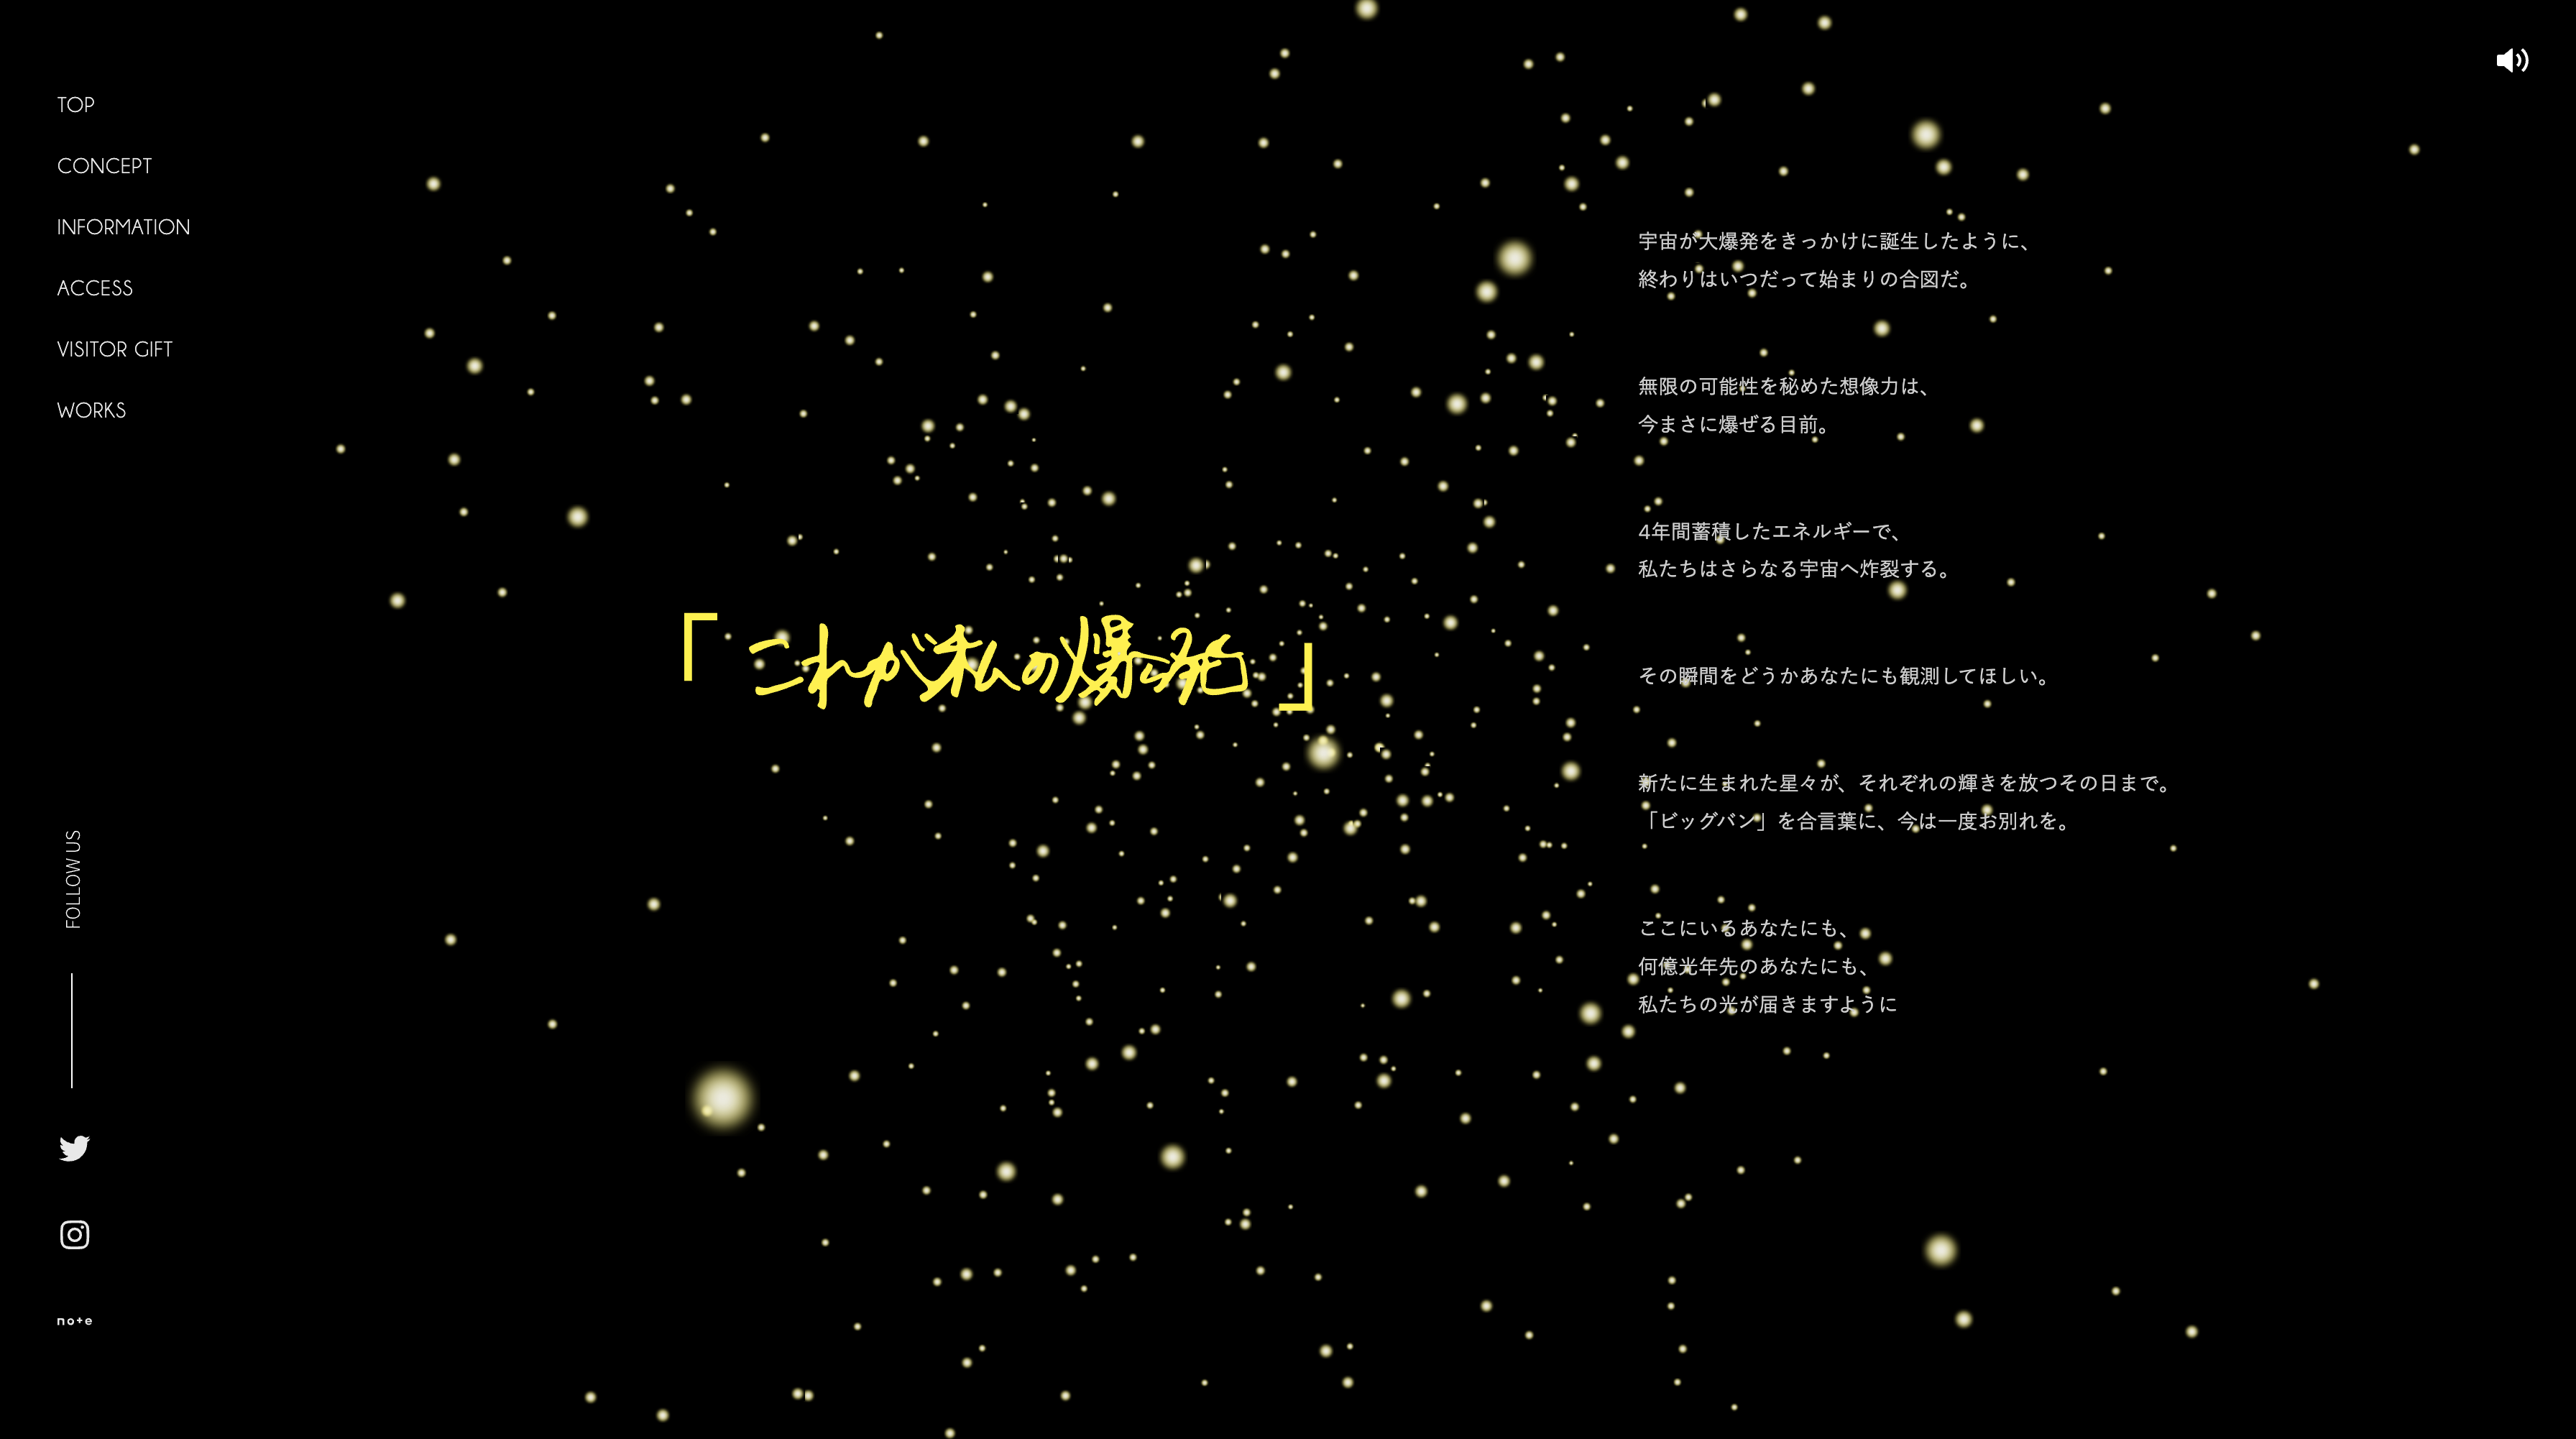 TOP
CONCEPT
INFORMATION
ACCESS
VISITOR GIFT
WORKS
FOLLOW US
note
「これが私の爆発」
宇宙が大爆発をきっかけに誕生したように、
終わりはいつだって始まりの合図だ。
無限の可能性を秘めた想像力は、
今まさに爆ぜる目前。
4年間蓄積したエネルギーで、
私たちはさらなる宇宙へ炸裂する。
その瞬間をどうかあなたにも観測してほしい。
新たに生まれた星々が、それぞれの輝きを放つその日まで。
「ビッグバン」を合言葉に、今は一度お別れを。
ここにいるあなたにも、
何億光年先のあなたにも、
私たちの光が届きますように